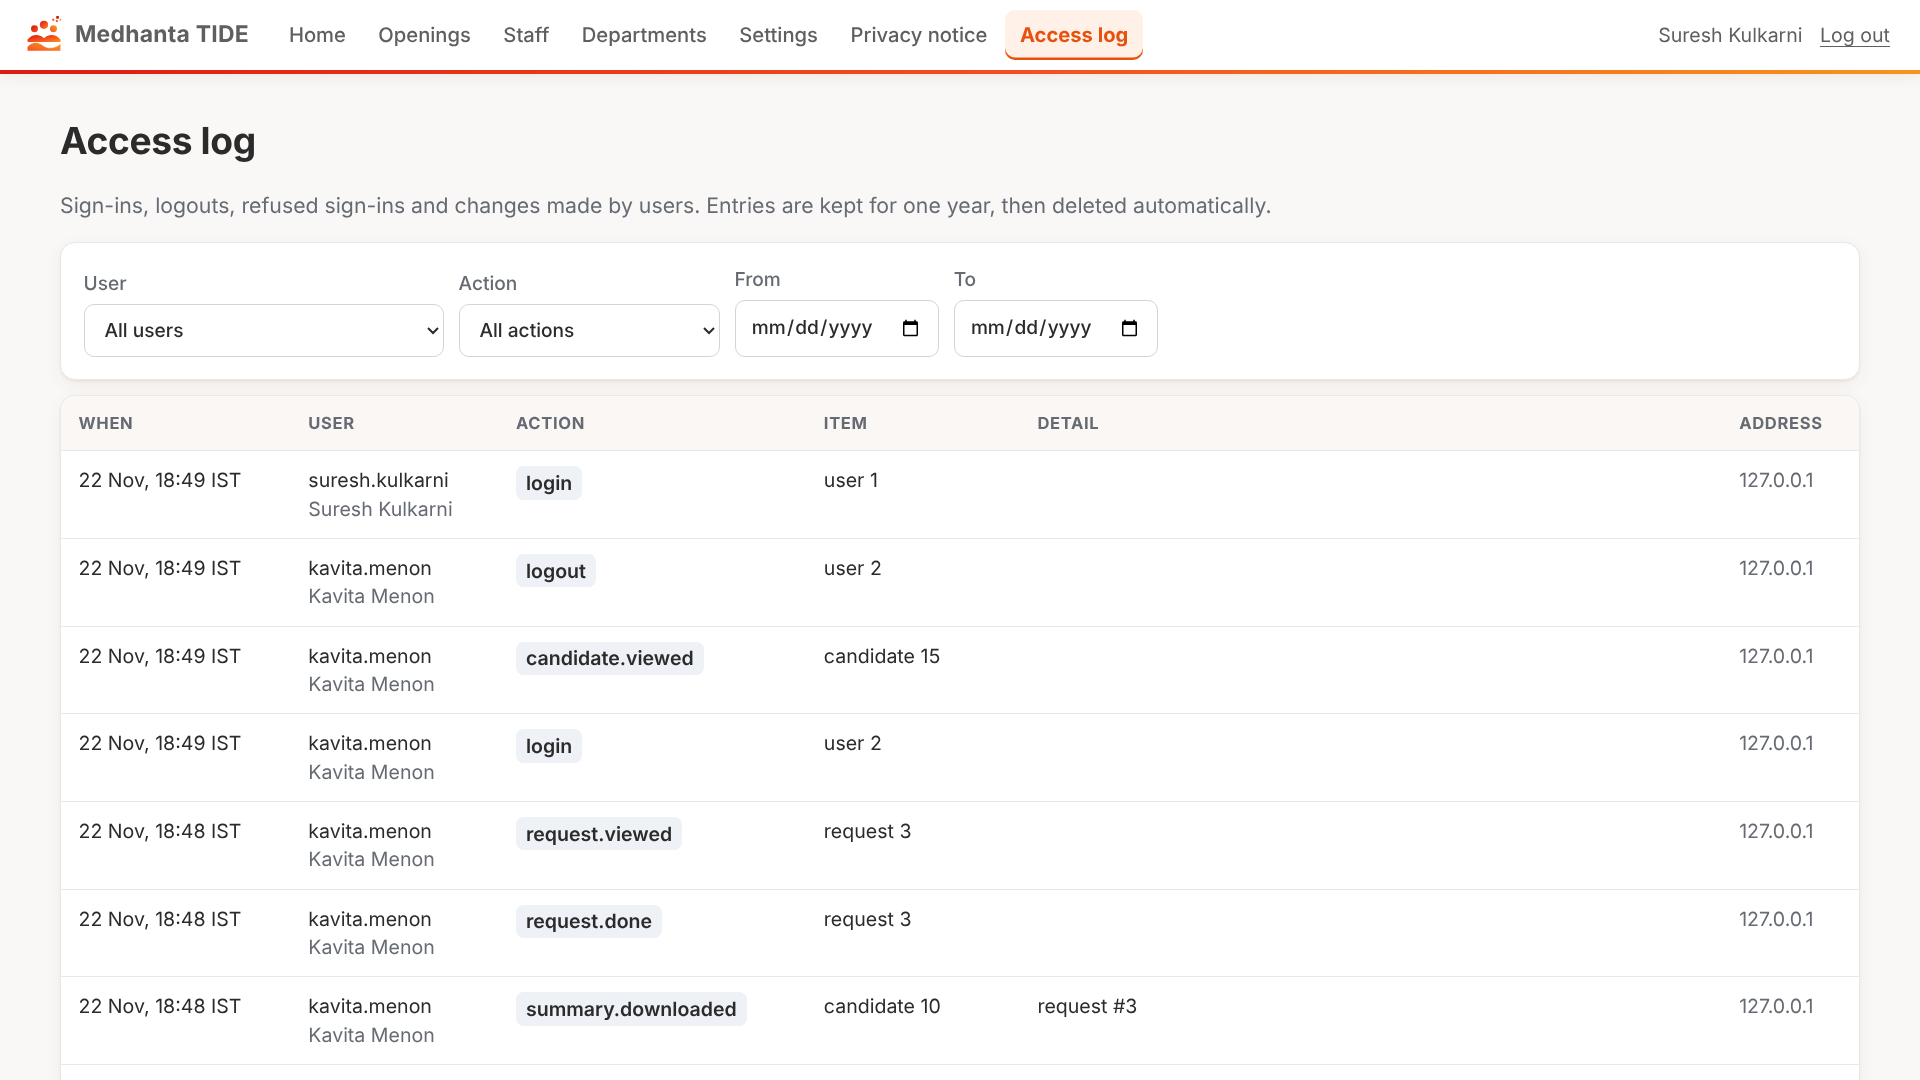 Medhanta TIDE Home Openings Staff Departments Settings Privacy notice Access log Suresh Kulkarni Log out
Access log
Sign-ins, logouts, refused sign-ins and changes made by users. Entries are kept for one year, then deleted automatically.
User Action From To
All users All actions mm/dd/yyyy mm/dd/yyyy
WHEN USER ACTION ITEM DETAIL ADDRESS
22 Nov, 18:49 IST suresh.kulkarni login user 1 127.0.0.1
Suresh Kulkarni
22 Nov, 18:49 IST kavita.menon logout user 2 127.0.0.1
Kavita Menon
22 Nov, 18:49 IST kavita.menon candidate.viewed candidate 15 127.0.0.1
Kavita Menon
22 Nov, 18:49 IST kavita.menon login user 2 127.0.0.1
Kavita Menon
22 Nov, 18:48 IST kavita.menon request.viewed request 3 127.0.0.1
Kavita Menon
22 Nov, 18:48 IST kavita.menon request.done request 3 127.0.0.1
Kavita Menon
22 Nov, 18:48 IST kavita.menon summary.downloaded candidate 10 request #3 127.0.0.1
Kavita Menon